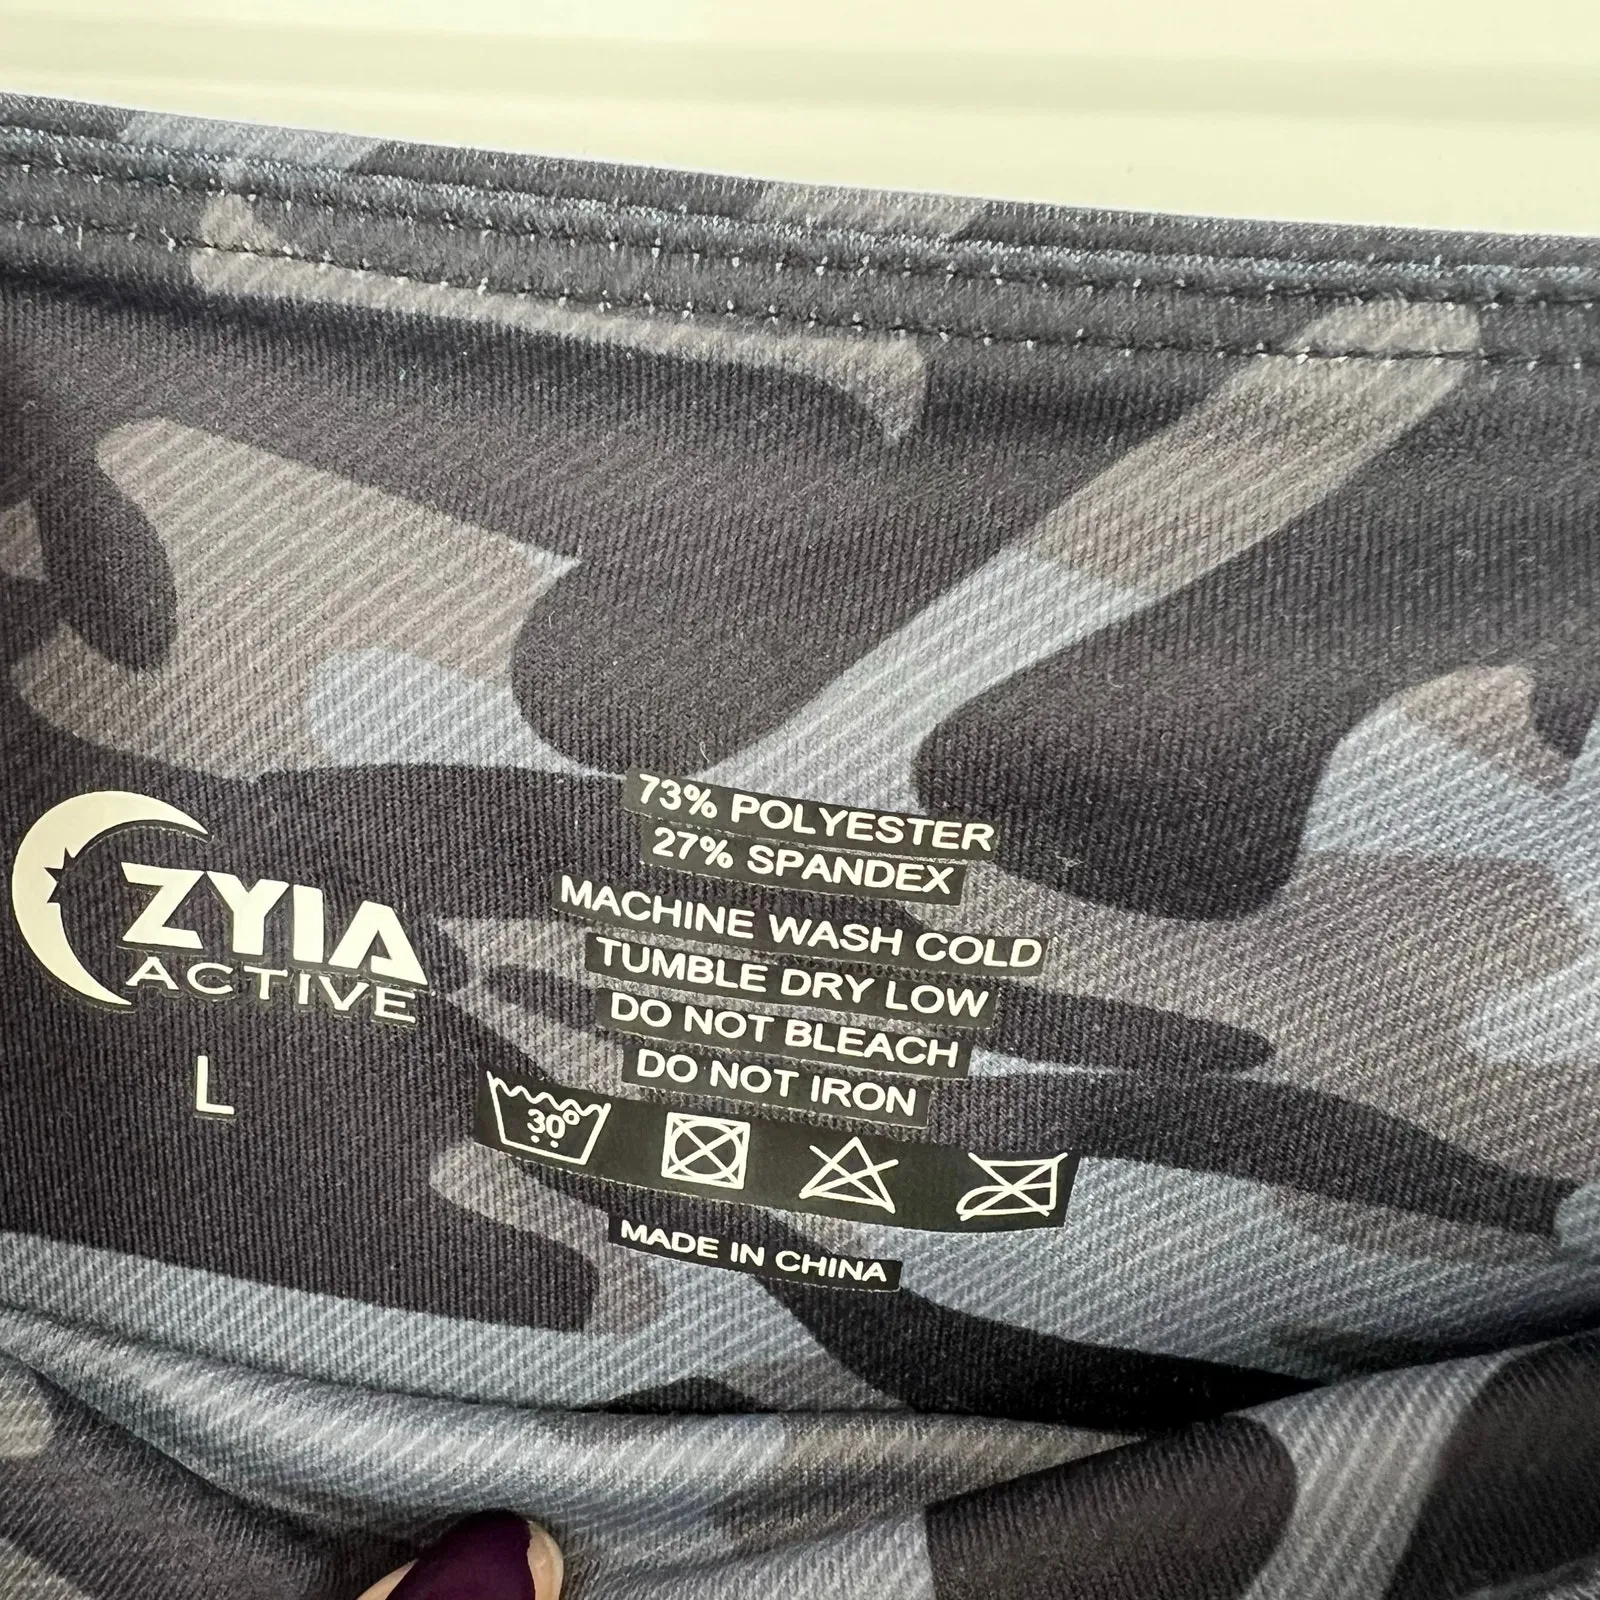 ZYIA
ACTIVE
L
73% POLYESTER
27% SPANDEX
MACHINE WASH COLD
TUMBLE DRY LOW
DO NOT BLEACH
DO NOT IRON
30°
MADE IN CHINA